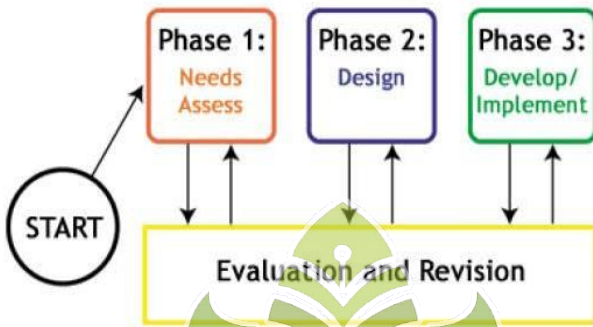 Phase 1:
Needs
Assess
Phase 2:
Design
Phase 3:
Develop/
Implement
START
Evaluation and Revision